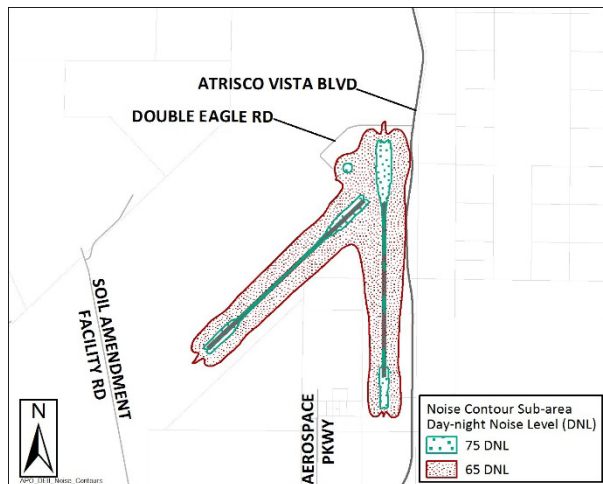 ATRISCO VISTA BLVD
DOUBLE EAGLE RD
SOIL AMENDMENT
FACILITY RD
AEROSPACE
PKWY
N
APO_DEII_Noise_Contours
Noise Contour Sub-area
Day-night Noise Level (DNL)
75 DNL
65 DNL